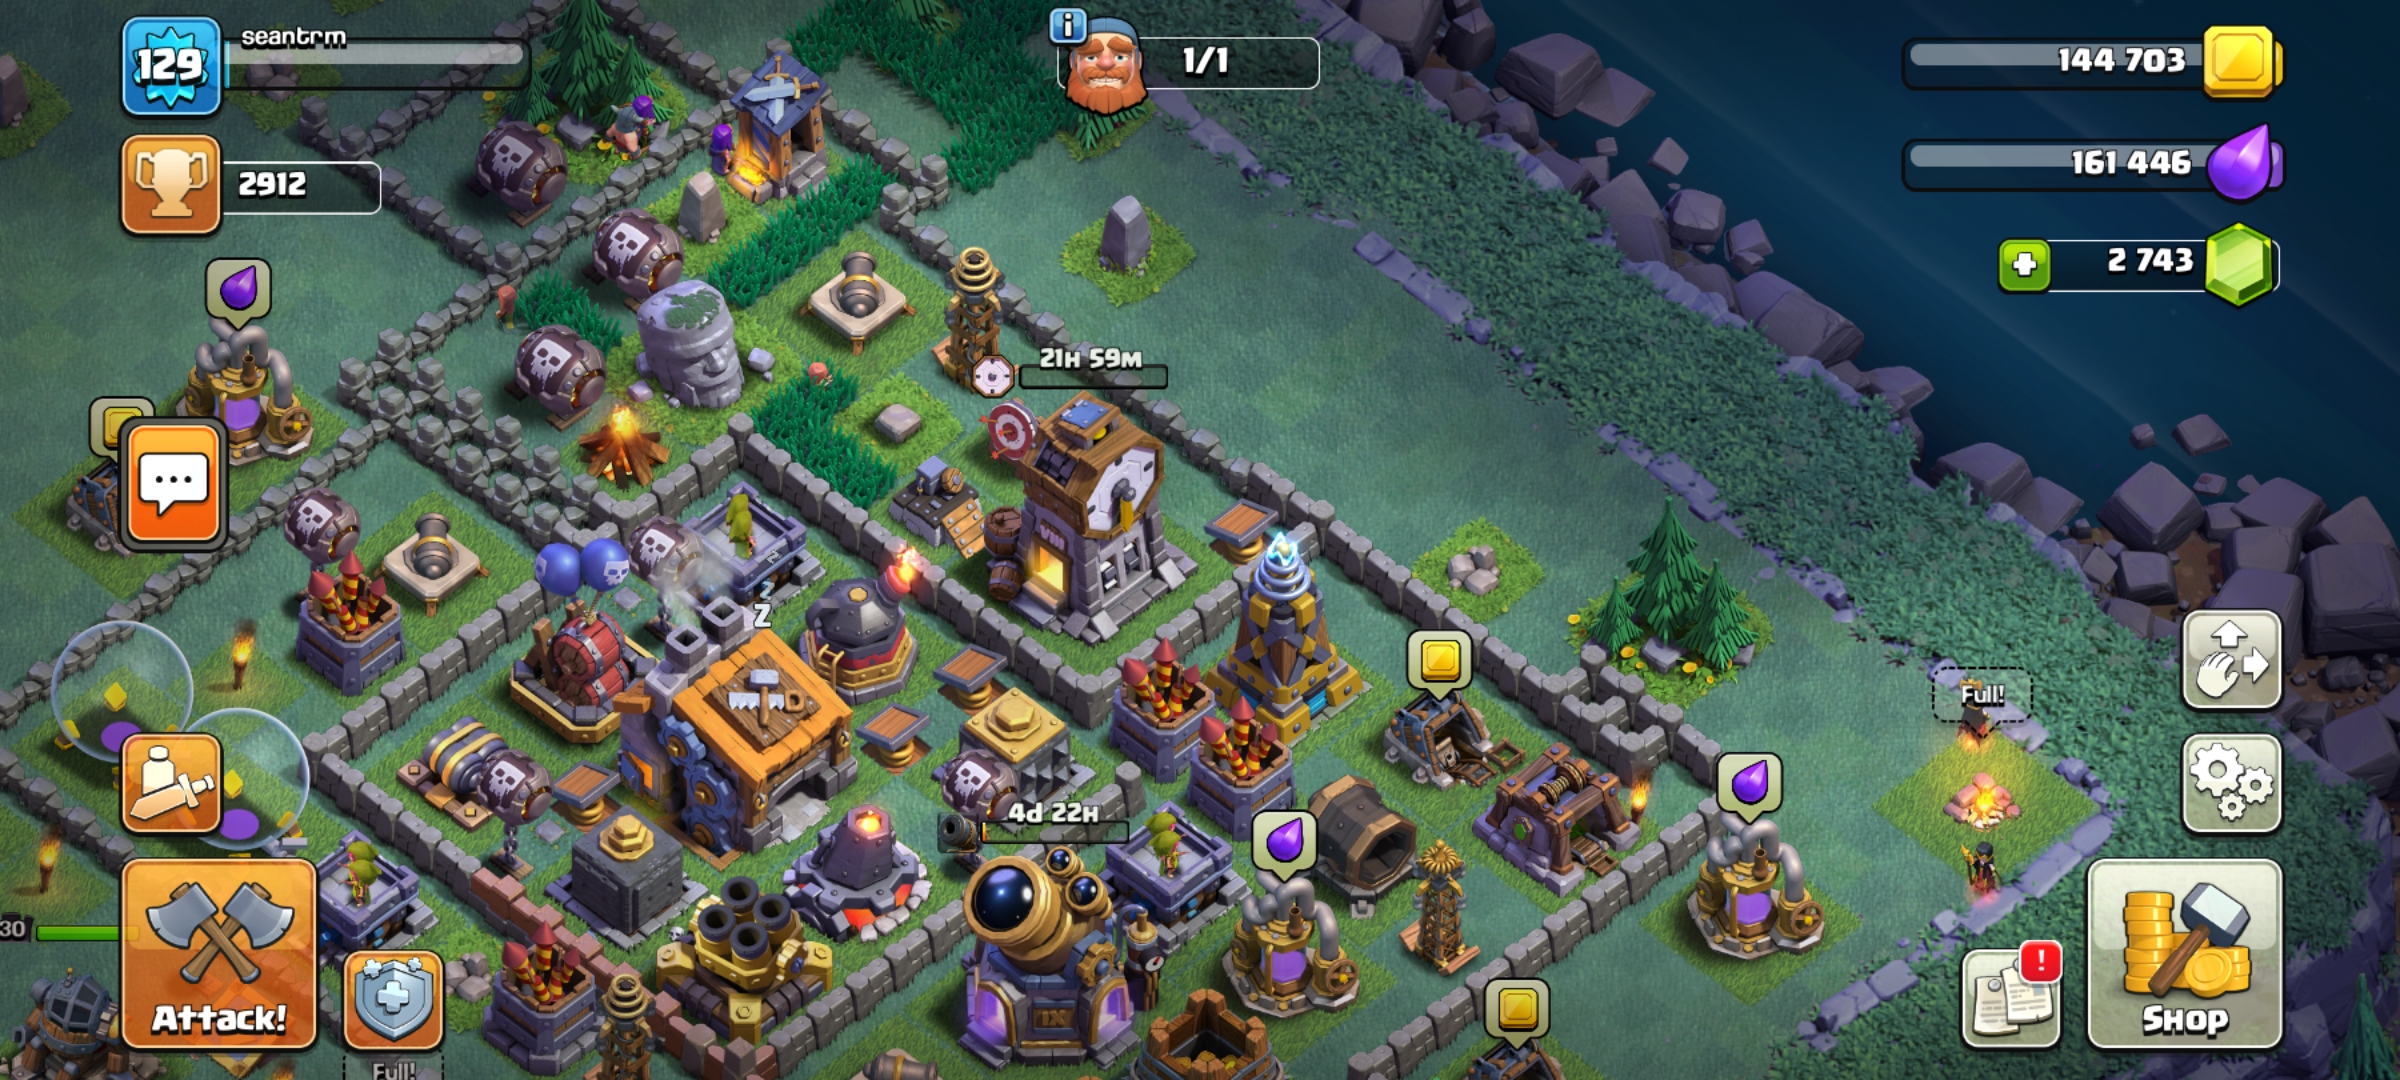 129
seantrm
1/1
144 703
2912
161 446
2 743
21H 59M
Z
Z
Z
Full!
4d 22H
30
IX
Attack!
Full!
!
Shop